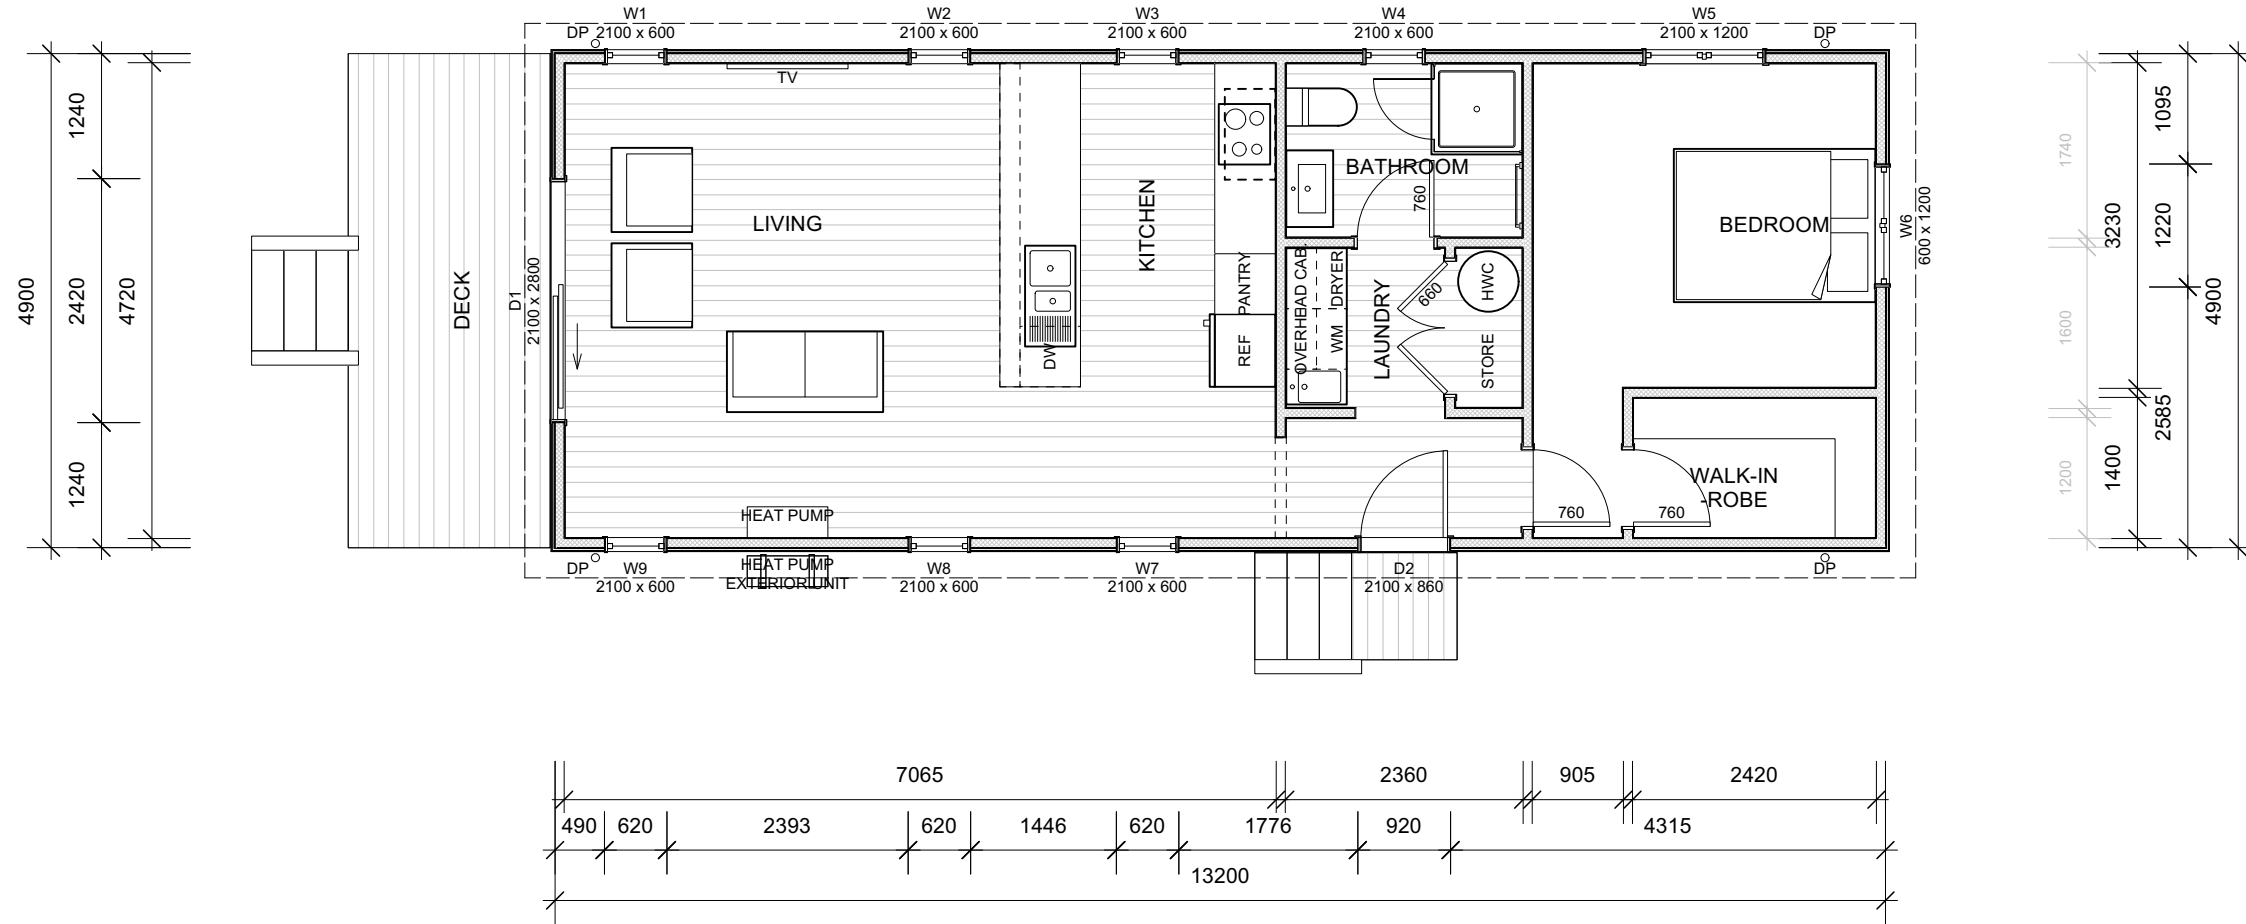 W1
2100 x 600
W2
2100 x 600
W3
2100 x 600
W4
2100 x 600
W5
2100 x 1200
DP
DP
TV
LIVING
KITCHEN
DECK
D1
2100 x 2800
PANTRY
REF
DW
BATHROOM
760
OVERHEAD CAB.
DRYER
WM
LAUNDRY
660
HWC
STORE
BEDROOM
W6
600 x 1200
WALK-IN
-ROBE
760
760
HEAT PUMP
HEAT PUMP
EXTERIOR UNIT
DP
W9
2100 x 600
W8
2100 x 600
W7
2100 x 600
D2
2100 x 860
DP
4900
1240
2420
1240
4720
1740
1600
1200
3230
1400
1095
1220
2585
4900
7065
2360
905
2420
490
620
2393
620
1446
620
1776
920
4315
13200